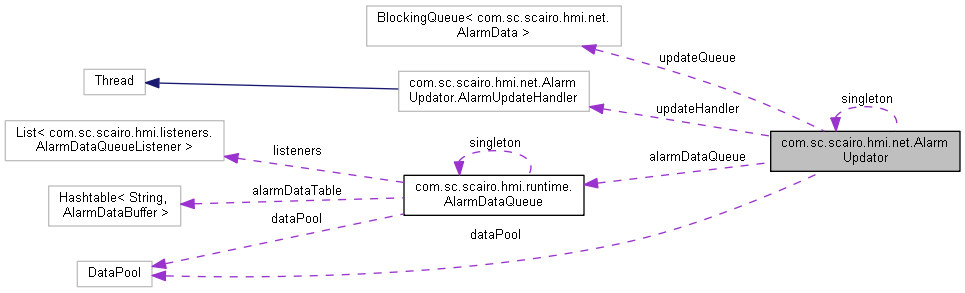 BlockingQueue< com.sc.scairo.hmi.net.
AlarmData >
updateQueue
Thread
com.sc.scairo.hmi.net.Alarm
Updator.AlarmUpdateHandler
updateHandler
singleton
List< com.sc.scairo.hmi.listeners.
AlarmDataQueueListener >
listeners
singleton
alarmDataQueue
com.sc.scairo.hmi.net.Alarm
Updator
Hashtable< String,
AlarmDataBuffer >
alarmDataTable
com.sc.scairo.hmi.runtime.
AlarmDataQueue
dataPool
dataPool
DataPool